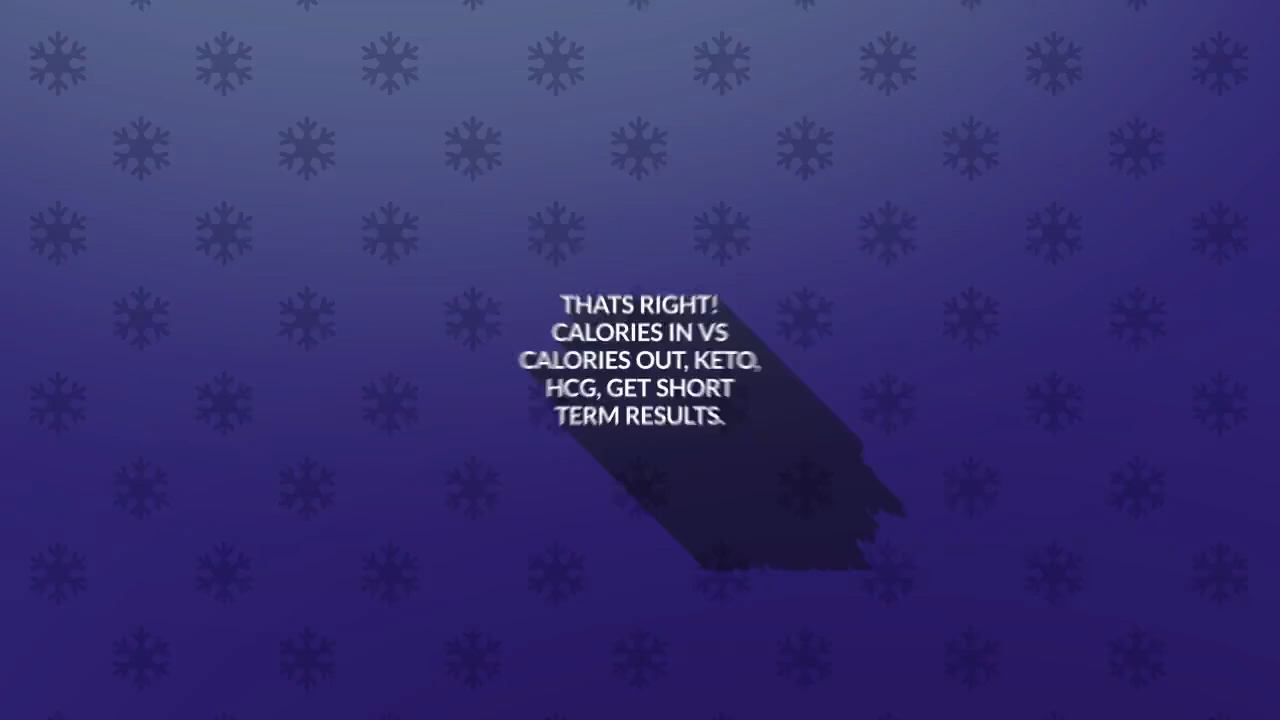 THATS RIGHT!
CALORIES IN VS
CALORIES OUT, KETO,
HCG, GET SHORT
TERM RESULTS.